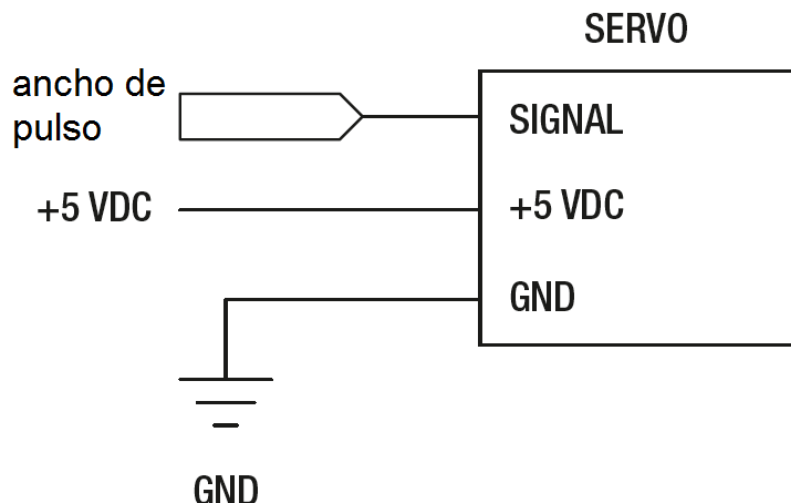 SERVO
ancho de
pulso
SIGNAL
+5 VDC
+5 VDC
GND
GND